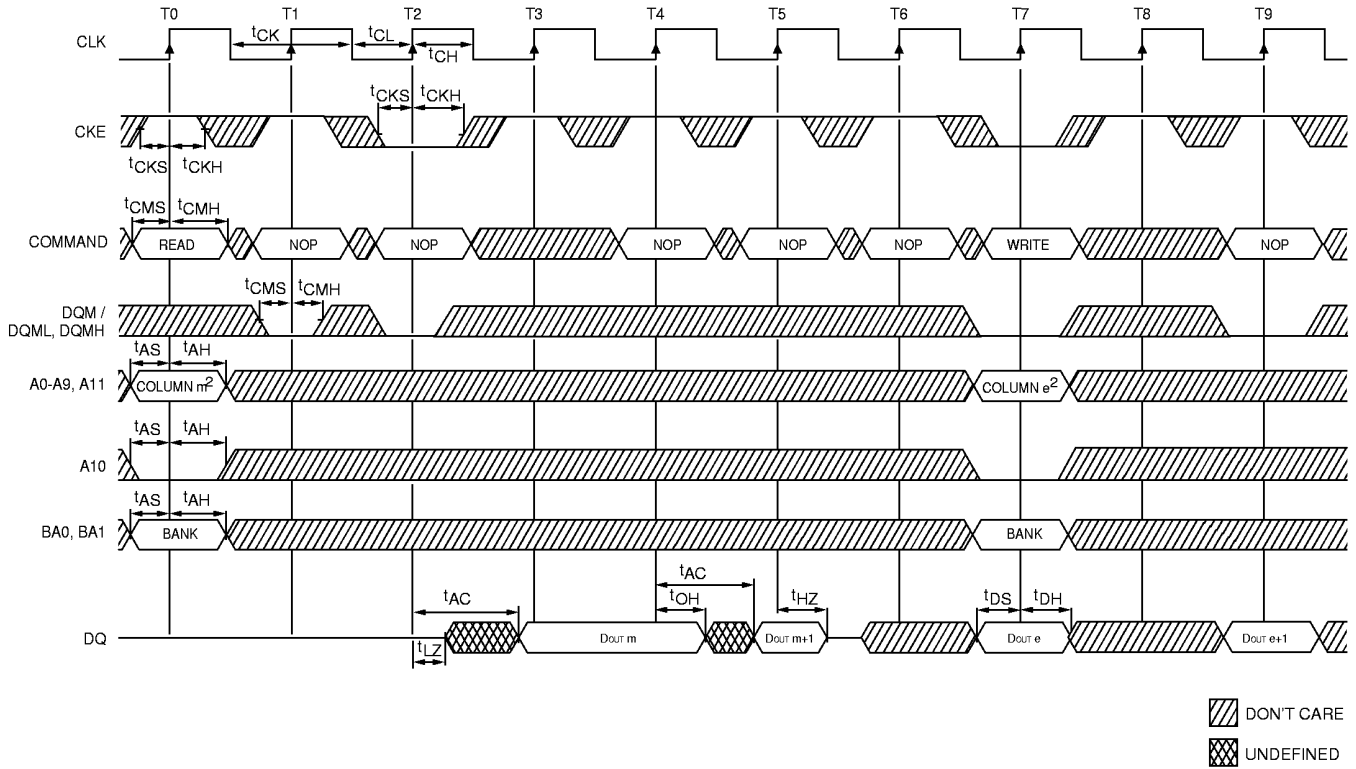 T0 T1 T2 T3 T4 T5 T6 T7 T8 T9
CLK
tCK tCL tCH
tCKS tCKH
CKE
tCKS tCKH
tCMS tCMH
COMMAND READ NOP NOP NOP NOP NOP WRITE NOP
tCMS tCMH
DQM /
DQML, DQMH
tAS tAH
A0-A9, A11 COLUMN m2 COLUMN e2
tAS tAH
A10
tAS tAH
BA0, BA1 BANK BANK
tAC tAC tOH tHZ tDS tDH
DQ DOUT m DOUT m+1 DOUT e DOUT e+1
tLZ
DON'T CARE
UNDEFINED